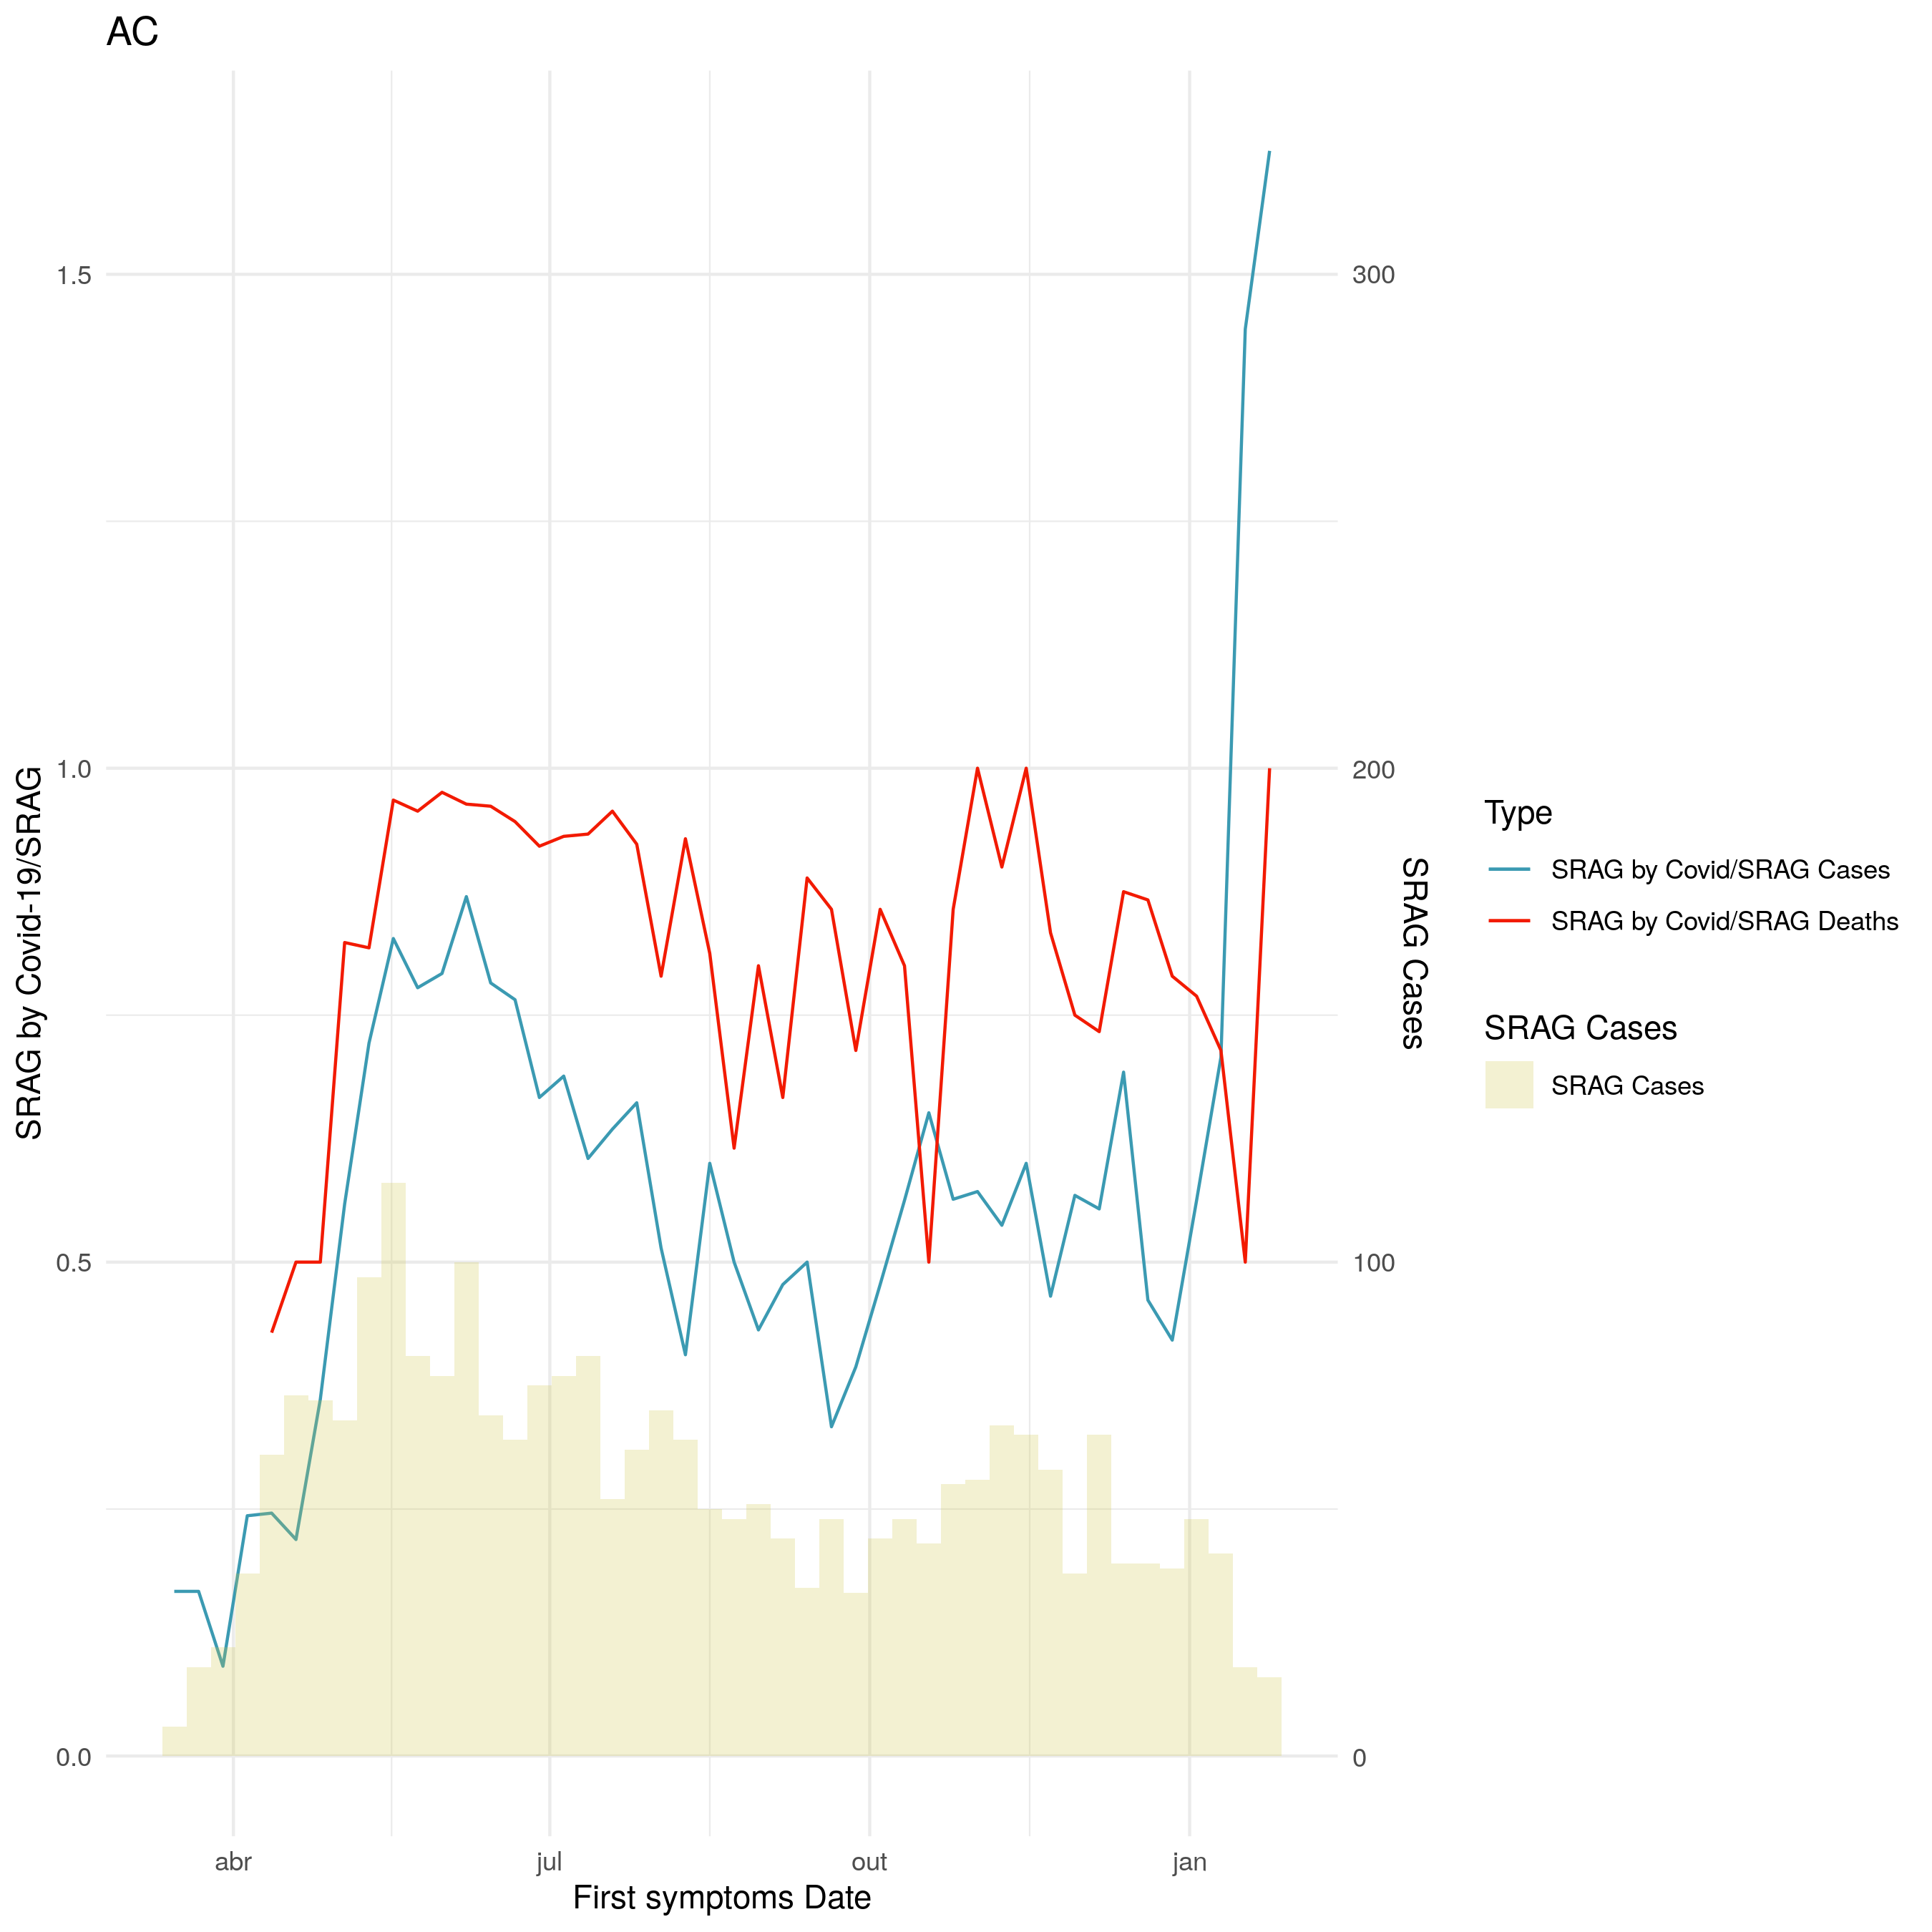 AC
SRAG by Covid-19/SRAG
1.5
1.0
0.5
0.0
300
200
100
0
SRAG Cases
abr
jul
out
jan
First symptoms Date
Type
SRAG by Covid/SRAG Cases
SRAG by Covid/SRAG Deaths
SRAG Cases
SRAG Cases